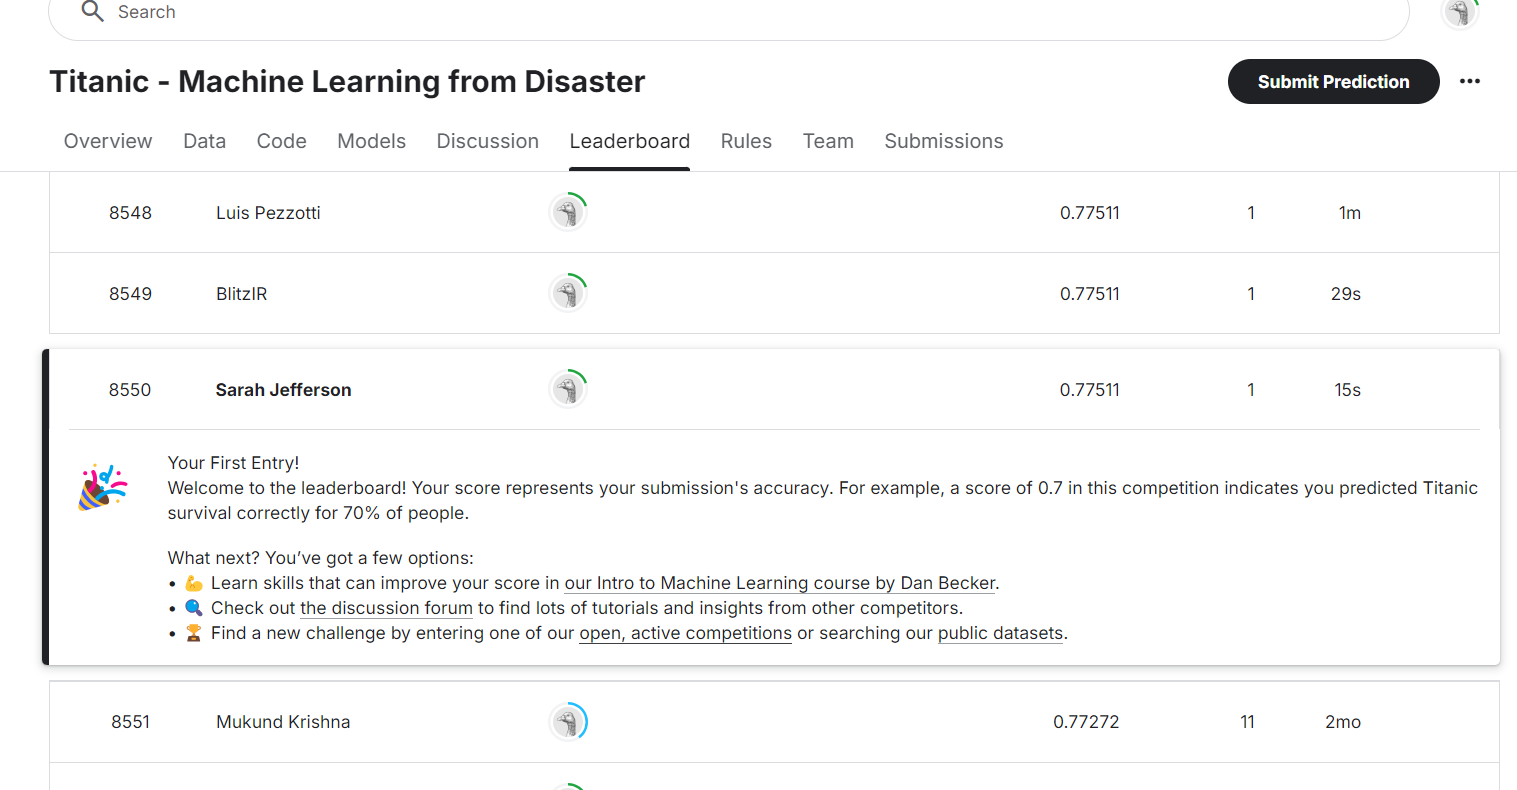 Search
Titanic - Machine Learning from Disaster
Submit Prediction
Overview Data Code Models Discussion Leaderboard Rules Team Submissions
8548 Luis Pezzotti 0.77511 1 1m
8549 BlitzIR 0.77511 1 29s
8550 Sarah Jefferson 0.77511 1 15s
Your First Entry!
Welcome to the leaderboard! Your score represents your submission's accuracy. For example, a score of 0.7 in this competition indicates you predicted Titanic
survival correctly for 70% of people.
What next? You’ve got a few options:
• 💪 Learn skills that can improve your score in our Intro to Machine Learning course by Dan Becker.
• 🔍 Check out the discussion forum to find lots of tutorials and insights from other competitors.
• 🏆 Find a new challenge by entering one of our open, active competitions or searching our public datasets.
8551 Mukund Krishna 0.77272 11 2mo